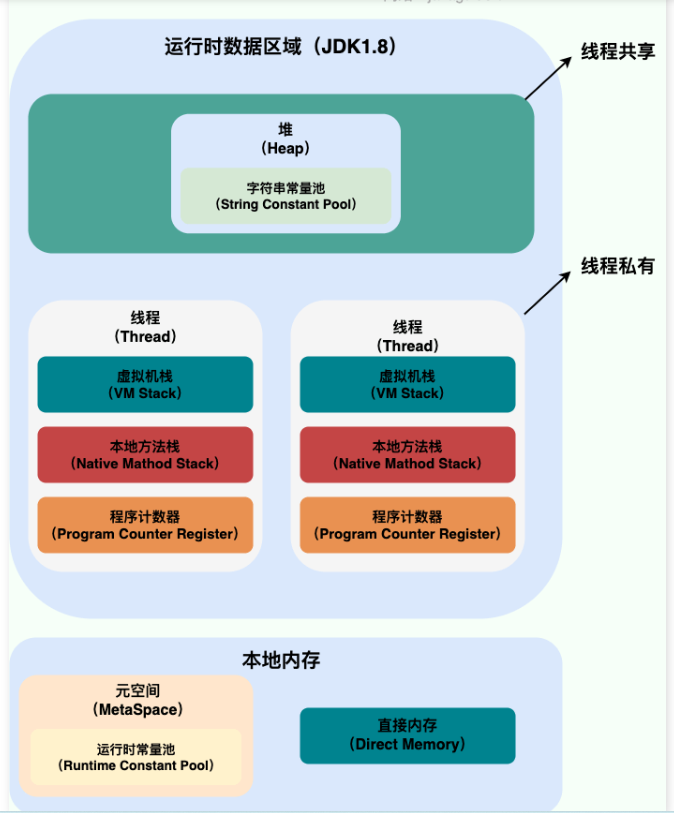 运行时数据区域（JDK1.8）
线程共享
堆
（Heap）
字符串常量池
（String Constant Pool）
线程私有
线程
（Thread）
虚拟机栈
（VM Stack）
本地方法栈
（Native Mathod Stack）
程序计数器
（Program Counter Register）
线程
（Thread）
虚拟机栈
（VM Stack）
本地方法栈
（Native Mathod Stack）
程序计数器
（Program Counter Register）
本地内存
元空间
（MetaSpace）
运行时常量池
（Runtime Constant Pool）
直接内存
（Direct Memory）